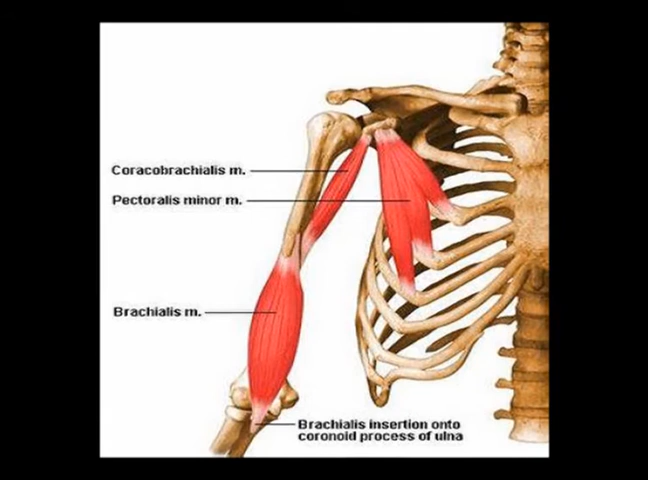 Coracobrachialis m.
Pectoralis minor m.
Brachialis m.
Brachialis insertion onto
coronoid process of ulna